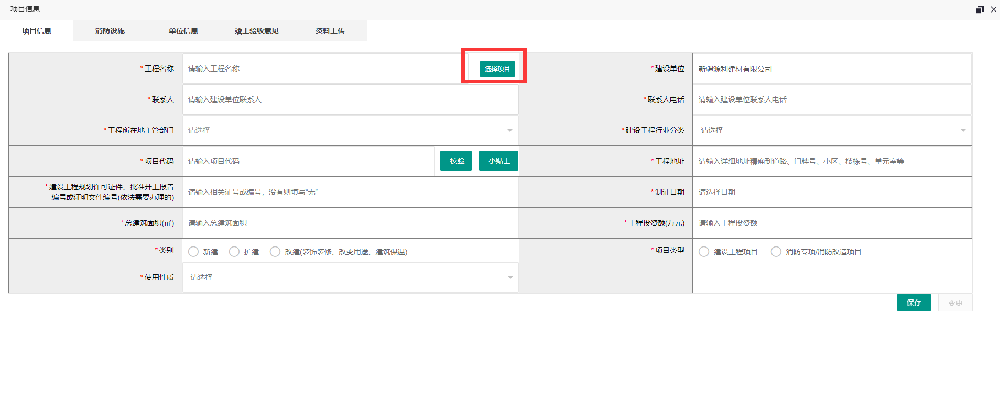 项目信息
项目信息 消防设施 单位信息 竣工验收意见 资料上传
*工程名称 请输入工程名称 选择项目 *建设单位 新疆源利建材有限公司
*联系人 请输入建设单位联系人 *联系人电话 请输入建设单位联系人电话
*工程所在地主管部门 请选择 *建设工程行业分类 -请选择-
*项目代码 请输入项目代码 校验 小贴士 *工程地址 请输入详细地址精确到道路、门牌号、小区、楼栋号、单元室等
*建设工程规划许可证件、批准开工报告
编号或证明文件编号(依法需要办理的) 请输入相关证号或编号，没有则填写“无” *制证日期 请选择日期
*总建筑面积(㎡) 请输入总建筑面积 *工程投资额(万元) 请输入工程投资额
*类别 新建 扩建 改建(装饰装修、改变用途、建筑保温) *项目类型 建设工程项目 消防专项/消防改造项目
*使用性质 -请选择-
保存 变更